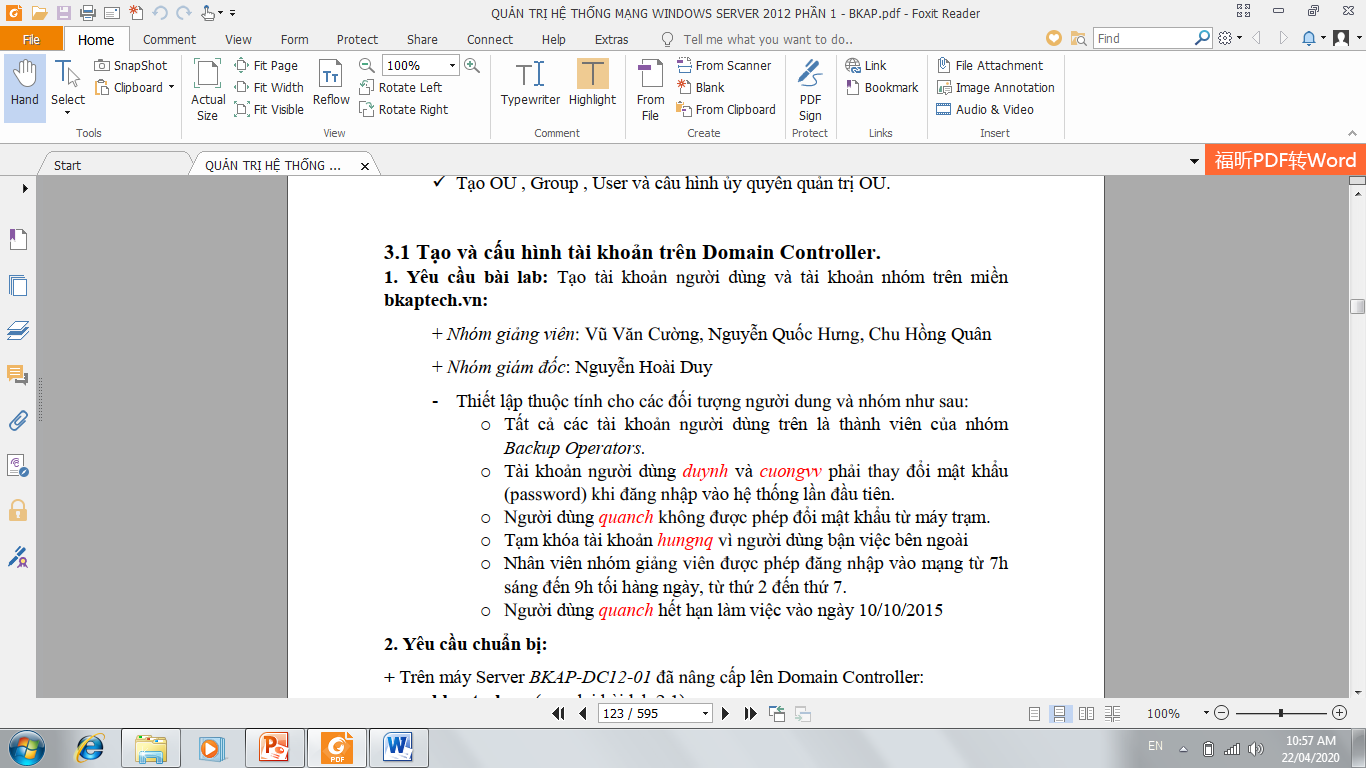 QUẢN TRỊ HỆ THỐNG MẠNG WINDOWS SERVER 2012 PHẦN 1 - BKAP.pdf - Foxit Reader
File Home Comment View Form Protect Share Connect Help Extras Tell me what you want to do.. Find
Hand
Select
SnapShot
Clipboard
Tools
Actual Size
Fit Page
Fit Width
Fit Visible
Reflow
100%
Rotate Left
Rotate Right
View
Typewriter
Highlight
Comment
From File
From Scanner
Blank
From Clipboard
Create
PDF Sign
Protect
Link
Bookmark
Links
File Attachment
Image Annotation
Audio & Video
Insert
Start
QUẢN TRỊ HỆ THỐNG ...
福昕PDF转Word
✓ Tạo OU , Group , User và câu hình ủy quyên quản trị OU.
3.1 Tạo và cấu hình tài khoản trên Domain Controller.
1. Yêu cầu bài lab: Tạo tài khoản người dùng và tài khoản nhóm trên miền
bkaptech.vn:
+ Nhóm giảng viên: Vũ Văn Cường, Nguyễn Quốc Hưng, Chu Hồng Quân
+ Nhóm giám đốc: Nguyễn Hoài Duy
- Thiết lập thuộc tính cho các đối tượng người dung và nhóm như sau:
o Tất cả các tài khoản người dùng trên là thành viên của nhóm
Backup Operators.
o Tài khoản người dùng duynh và cuongvv phải thay đổi mật khẩu
(password) khi đăng nhập vào hệ thống lần đầu tiên.
o Người dùng quanch không được phép đổi mật khẩu từ máy trạm.
o Tạm khóa tài khoản hungnq vì người dùng bận việc bên ngoài
o Nhân viên nhóm giảng viên được phép đăng nhập vào mạng từ 7h
sáng đến 9h tối hàng ngày, từ thứ 2 đến thứ 7.
o Người dùng quanch hết hạn làm việc vào ngày 10/10/2015
2. Yêu cầu chuẩn bị:
+ Trên máy Server BKAP-DC12-01 đã nâng cấp lên Domain Controller:
123 / 595
100%
EN
10:57 AM
22/04/2020